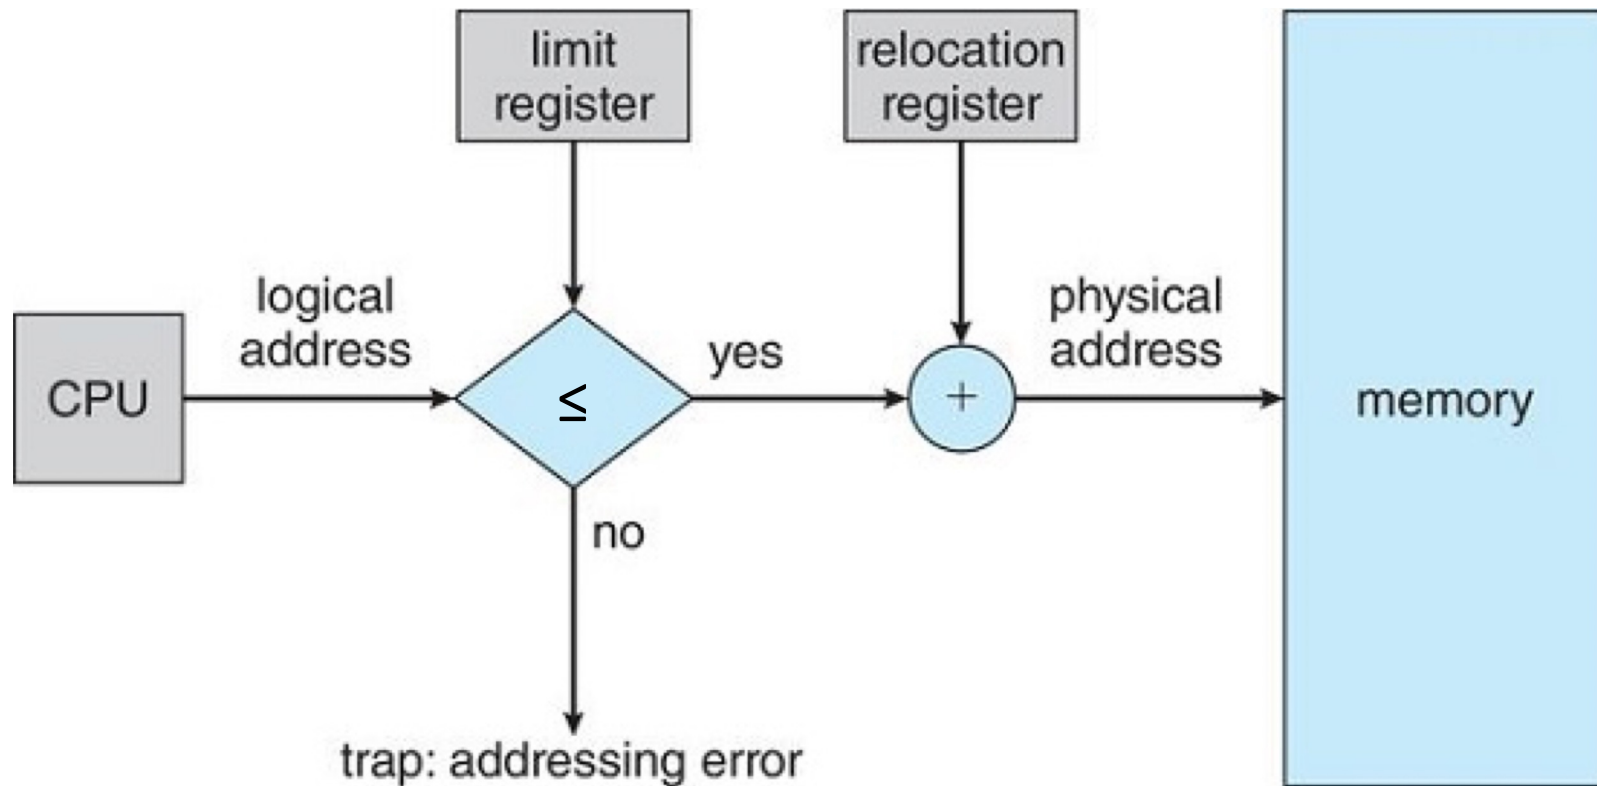 limit
register
relocation
register
logical
address
physical
address
CPU
≤
yes
+
memory
no
trap: addressing error